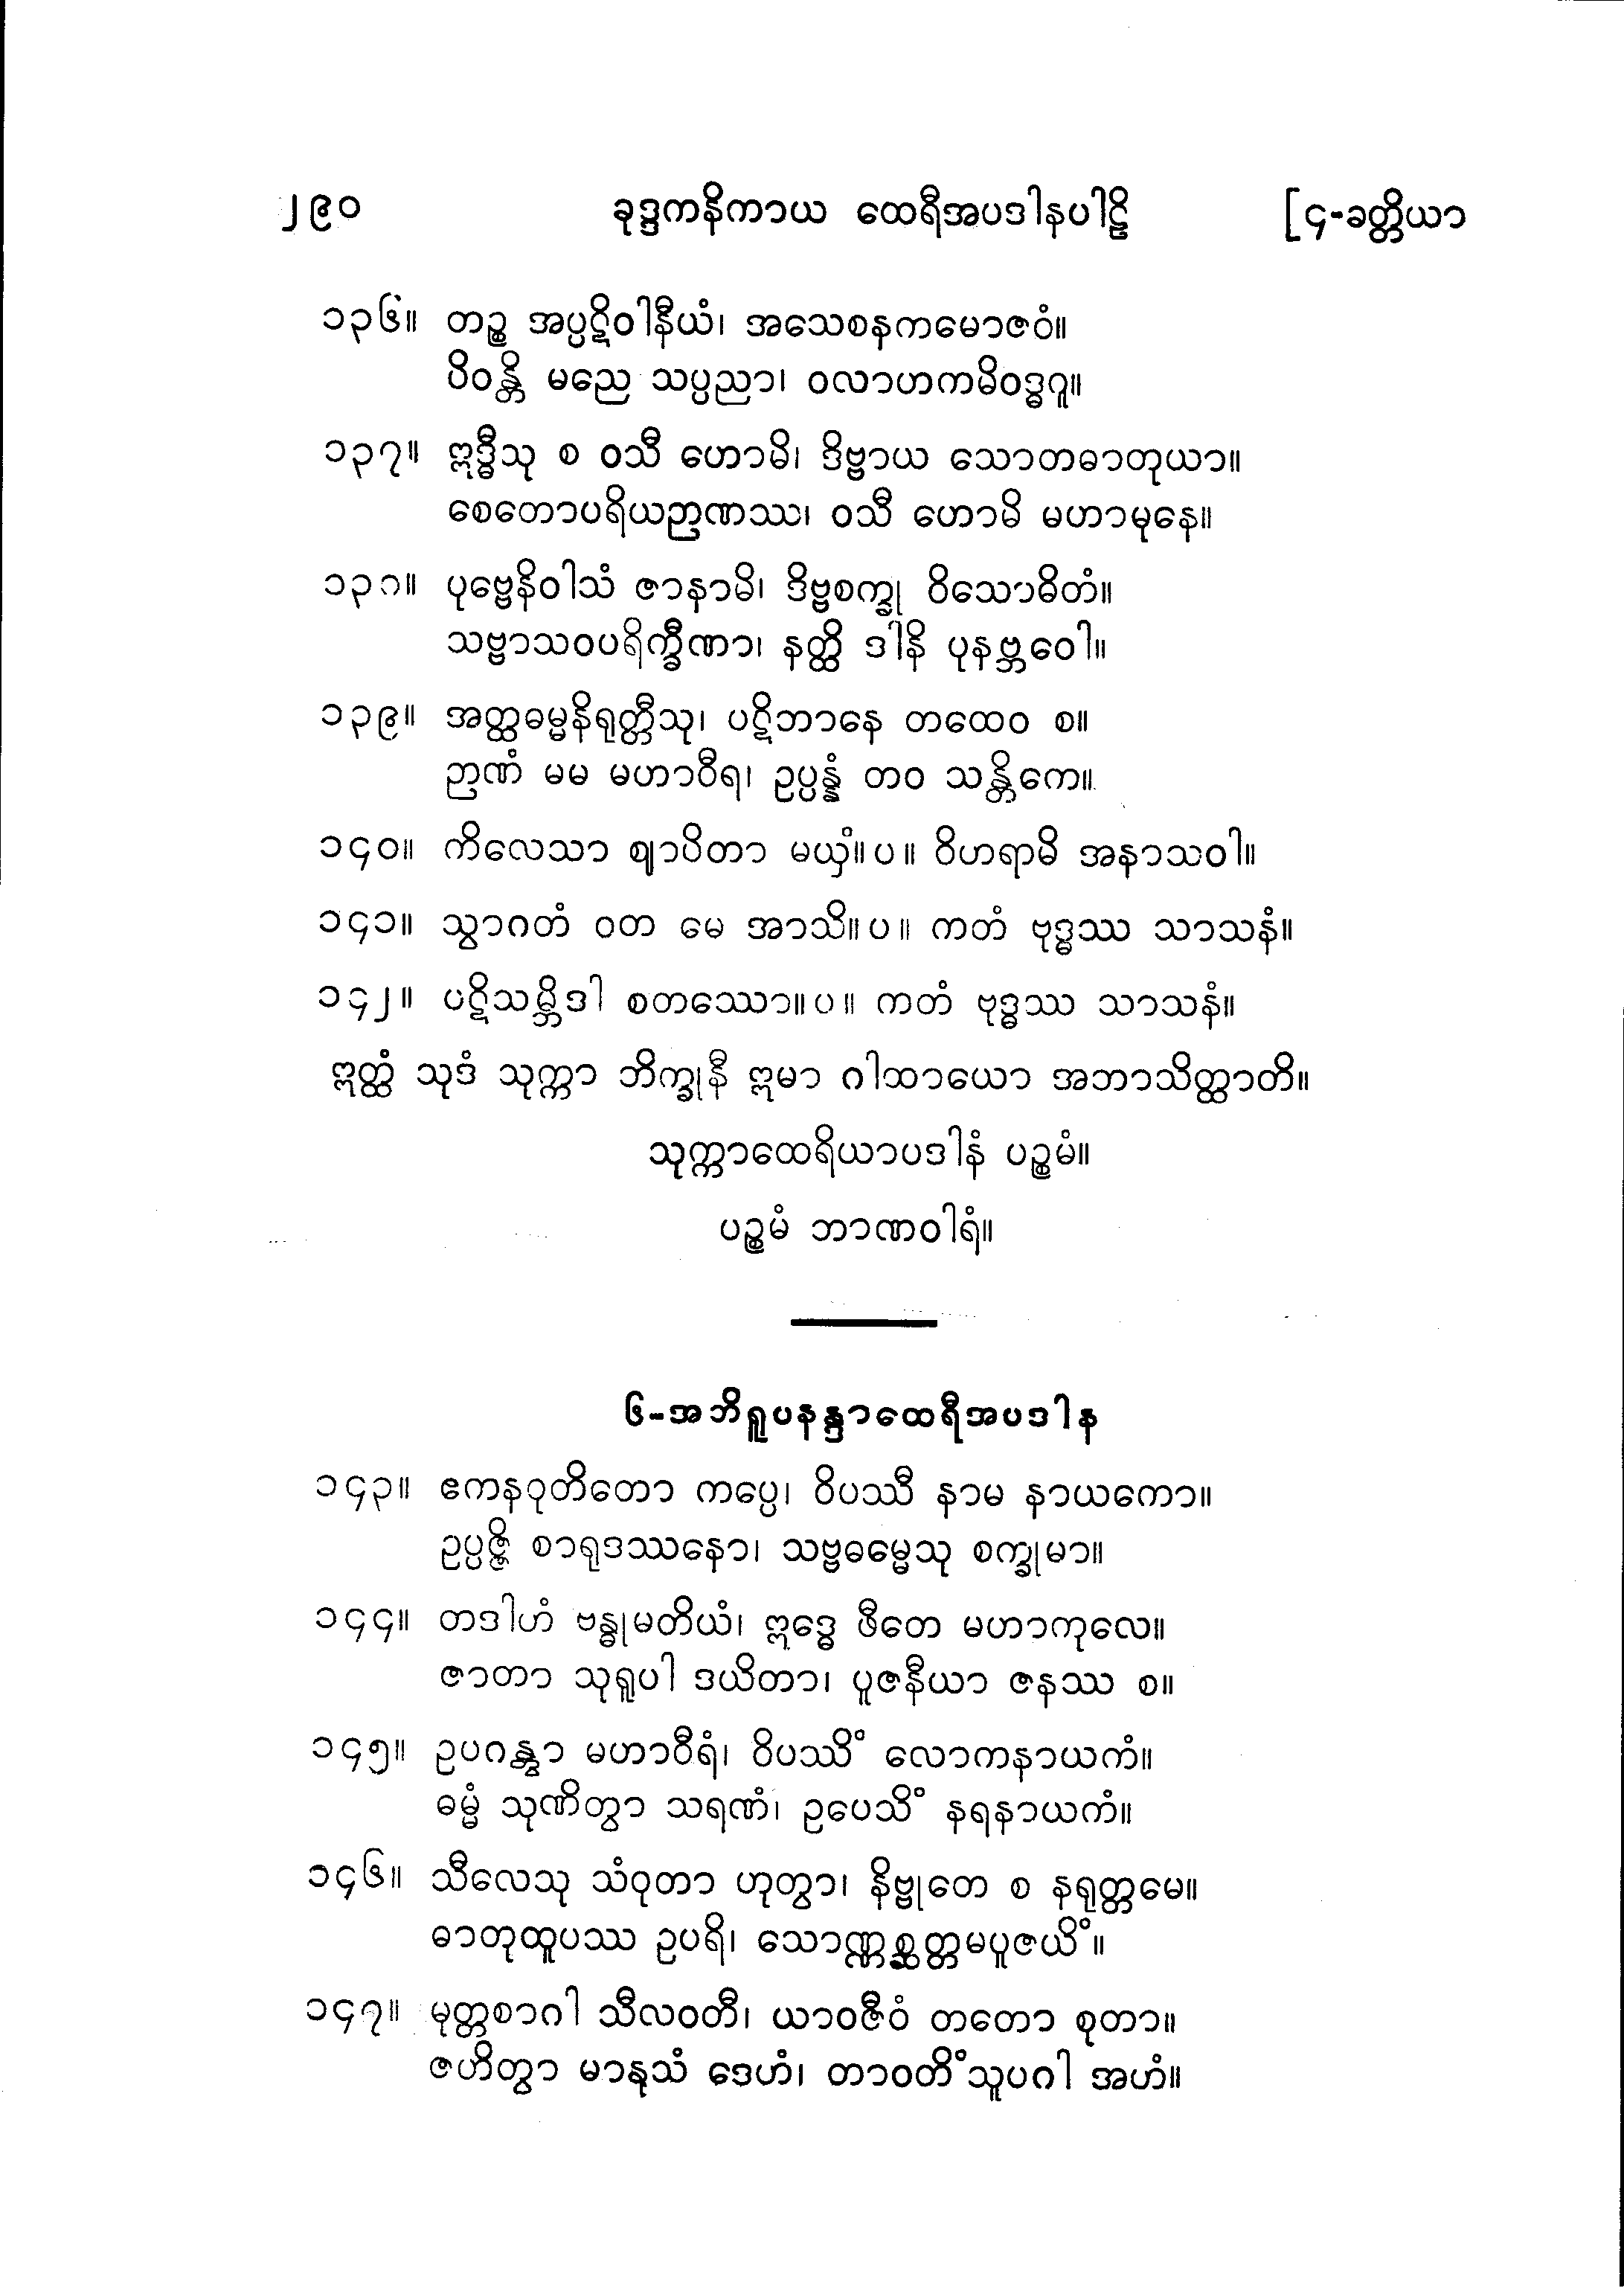 ၂၉၀ ခုဒ္ဒကနိကာယ ထေရီအပဒါနပါဠိ [၄-ခတ္တိယာ
၁၃၆။ တဉ္စ အပ္ပဋိဝါနီယံ၊ အသေစနကမောဇဝံ။
ပိဝန္တိ မညေ သပ္ပညာ၊ ဝလာဟကမိဝဒ္ဓဂူ။
၁၃၇။ ဣဒ္ဓီသု စ ဝသီ ဟောမိ၊ ဒိဗ္ဗာယ သောတဓာတုယာ။
စေတောပရိယဉာဏဿ၊ ဝသီ ဟောမိ မဟာမုနေ။
၁၃၈။ ပုဗ္ဗေနိဝါသံ ဇာနာမိ၊ ဒိဗ္ဗစက္ခု ဝိသောဓိတံ။
သဗ္ဗာသဝပရိက္ခီဏာ၊ နတ္ထိ ဒါနိ ပုနဗ္ဘဝေါ။
၁၃၉။ အတ္ထဓမ္မနိရုတ္တီသု၊ ပဋိဘာနေ တထေဝ စ။
ဉာဏံ မမ မဟာဝီရ၊ ဥပ္ပန္နံ တဝ သန္တိကေ။
၁၄၀။ ကိလေသာ ဈာပိတာ မယှံ။ပ။ ဝိဟရာမိ အနာသဝါ။
၁၄၁။ သွာဂတံ ဝတ မေ အာသိ။ပ။ ကတံ ဗုဒ္ဓဿ သာသနံ။
၁၄၂။ ပဋိသမ္ဘိဒါ စတဿော။ပ။ ကတံ ဗုဒ္ဓဿ သာသနံ။
ဣတ္ထံ သုဒံ သုက္ကာ ဘိက္ခုနီ ဣမာ ဂါထာယော အဘာသိတ္ထာတိ။
သုက္ကာထေရိယာပဒါနံ ပဉ္စမံ။
ပဉ္စမံ ဘာဏဝါရံ။
၆-အဘိရူပနန္ဒာထေရီအပဒါန
၁၄၃။ ဧကနဝုတိတော ကပ္ပေ၊ ဝိပဿီ နာမ နာယကော။
ဥပ္ပဇ္ဇိ စာရုဒဿနော၊ သဗ္ဗဓမ္မေသု စက္ခုမာ။
၁၄၄။ တဒါဟံ ဗန္ဓုမတိယံ၊ ဣဒ္ဓေ ဖီတေ မဟာကုလေ။
ဇာတာ သုရူပါ ဒယိတာ၊ ပူဇနီယာ ဇနဿ စ။
၁၄၅။ ဥပဂန္တွာ မဟာဝီရံ၊ ဝိပဿိံ လောကနာယကံ။
ဓမ္မံ သုဏိတွာ သရဏံ၊ ဥပေသိံ နရနာယကံ။
၁၄၆။ သီလေသု သံဝုတာ ဟုတွာ၊ နိဗ္ဗုတေ စ နရုတ္တမေ။
ဓာတုထူပဿ ဥပရိ၊ သောဏ္ဏစ္ဆတ္တမပူဇယိံ။
၁၄၇။ မုတ္တစာဂါ သီလဝတီ၊ ယာဝဇီဝံ တတော စုတာ။
ဇဟိတွာ မာနုသံ ဒေဟံ၊ တာဝတိံသူပဂါ အဟံ။